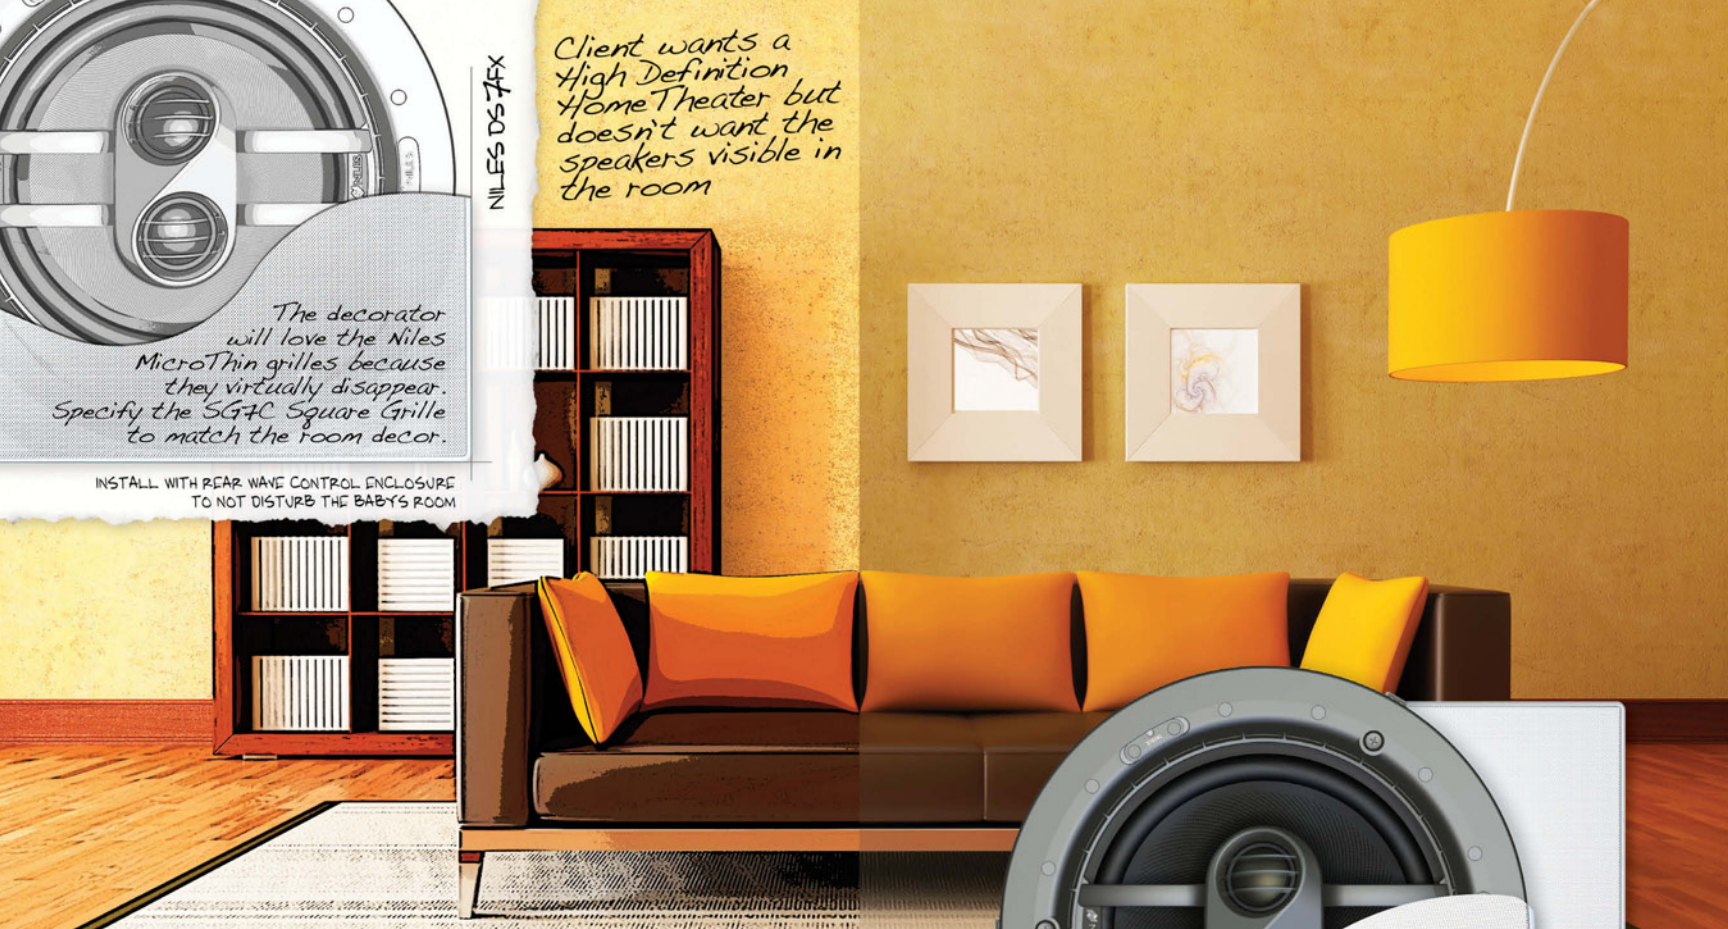 Client wants a
High Definition
Home Theater but
doesn't want the
speakers visible in
the room
NILES DS7FX
NILES
The decorator
will love the Niles
MicroThin grilles because
they virtually disappear.
Specify the SG7C Square Grille
to match the room decor.
INSTALL WITH REAR WAVE CONTROL ENCLOSURE
TO NOT DISTURB THE BABYS ROOM